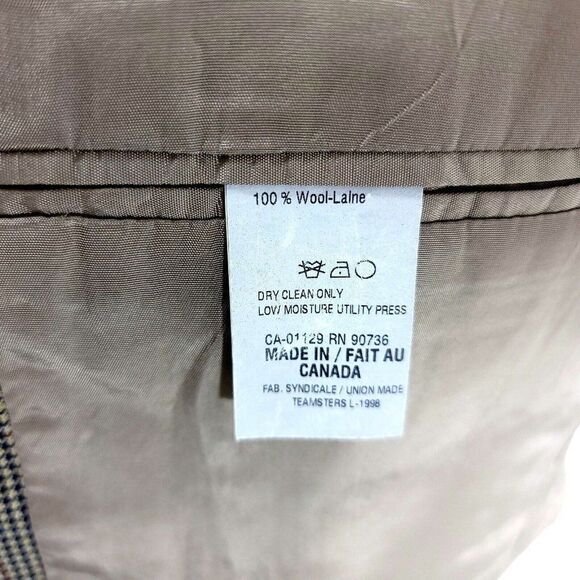 100 % Wool-Laine
DRY CLEAN ONLY
LOW MOISTURE UTILITY PRESS
CA-01129 RN 90736
MADE IN / FAIT AU
CANADA
FAB. SYNDICALE / UNION MADE
TEAMSTERS L-1998